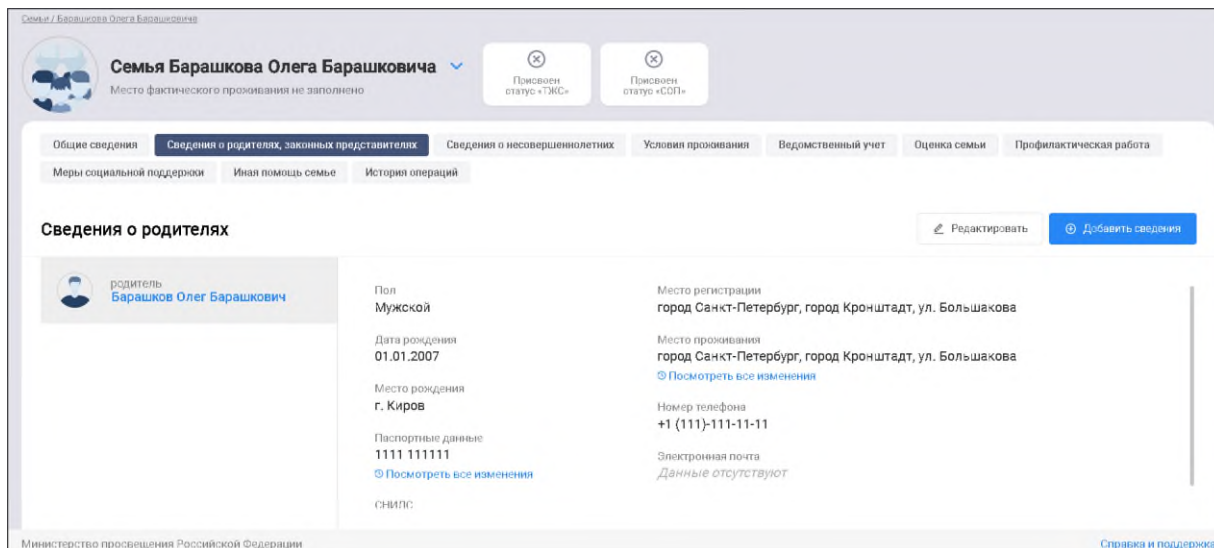 Семьи / Барашкова Олега Барашковича
Семья Барашкова Олега Барашковича
Место фактического проживания не заполнено
Присвоен
статус «ТЖС»
Присвоен
статус «СОП»
Общие сведения
Сведения о родителях, законных представителях
Сведения о несовершеннолетних
Условия проживания
Ведомственный учет
Оценка семьи
Профилактическая работа
Меры социальной поддержки
Иная помощь семье
История операций
Сведения о родителях
Редактировать
Добавить сведения
родитель
Барашков Олег Барашкович
Пол
Мужской
Дата рождения
01.01.2007
Место рождения
г. Киров
Паспортные данные
1111 111111
Посмотреть все изменения
СНИЛС
Место регистрации
город Санкт-Петербург, город Кронштадт, ул. Большакова
Место проживания
город Санкт-Петербург, город Кронштадт, ул. Большакова
Посмотреть все изменения
Номер телефона
+1 (111)-111-11-11
Электронная почта
Данные отсутствуют
Министерство просвещения Российской Федерации
Справка и поддержка